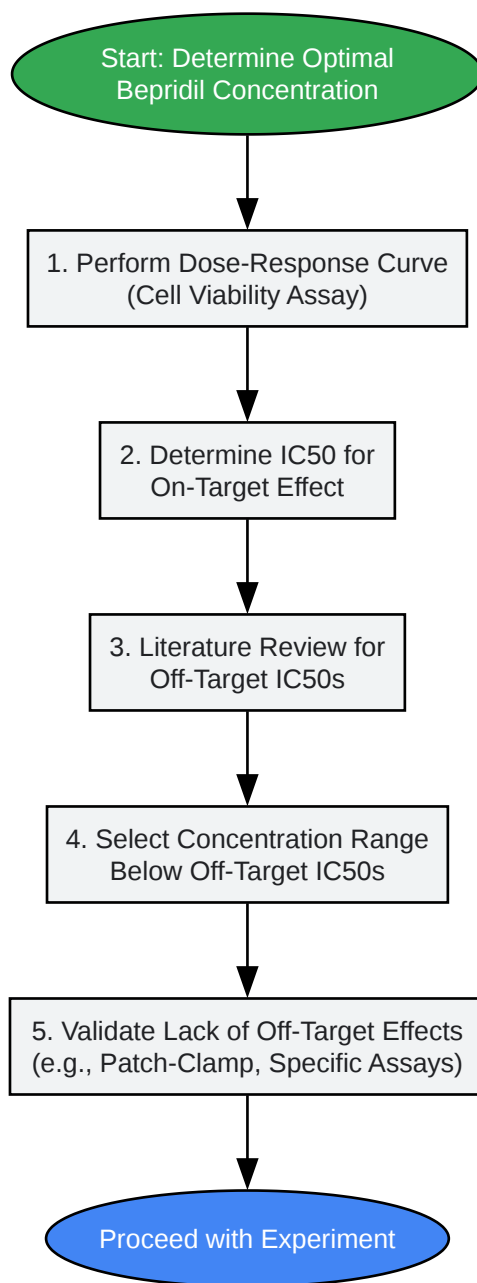 Start: Determine Optimal
Bepridil Concentration
1. Perform Dose-Response Curve
(Cell Viability Assay)
2. Determine IC50 for
On-Target Effect
3. Literature Review for
Off-Target IC50s
4. Select Concentration Range
Below Off-Target IC50s
5. Validate Lack of Off-Target Effects
(e.g., Patch-Clamp, Specific Assays)
Proceed with Experiment